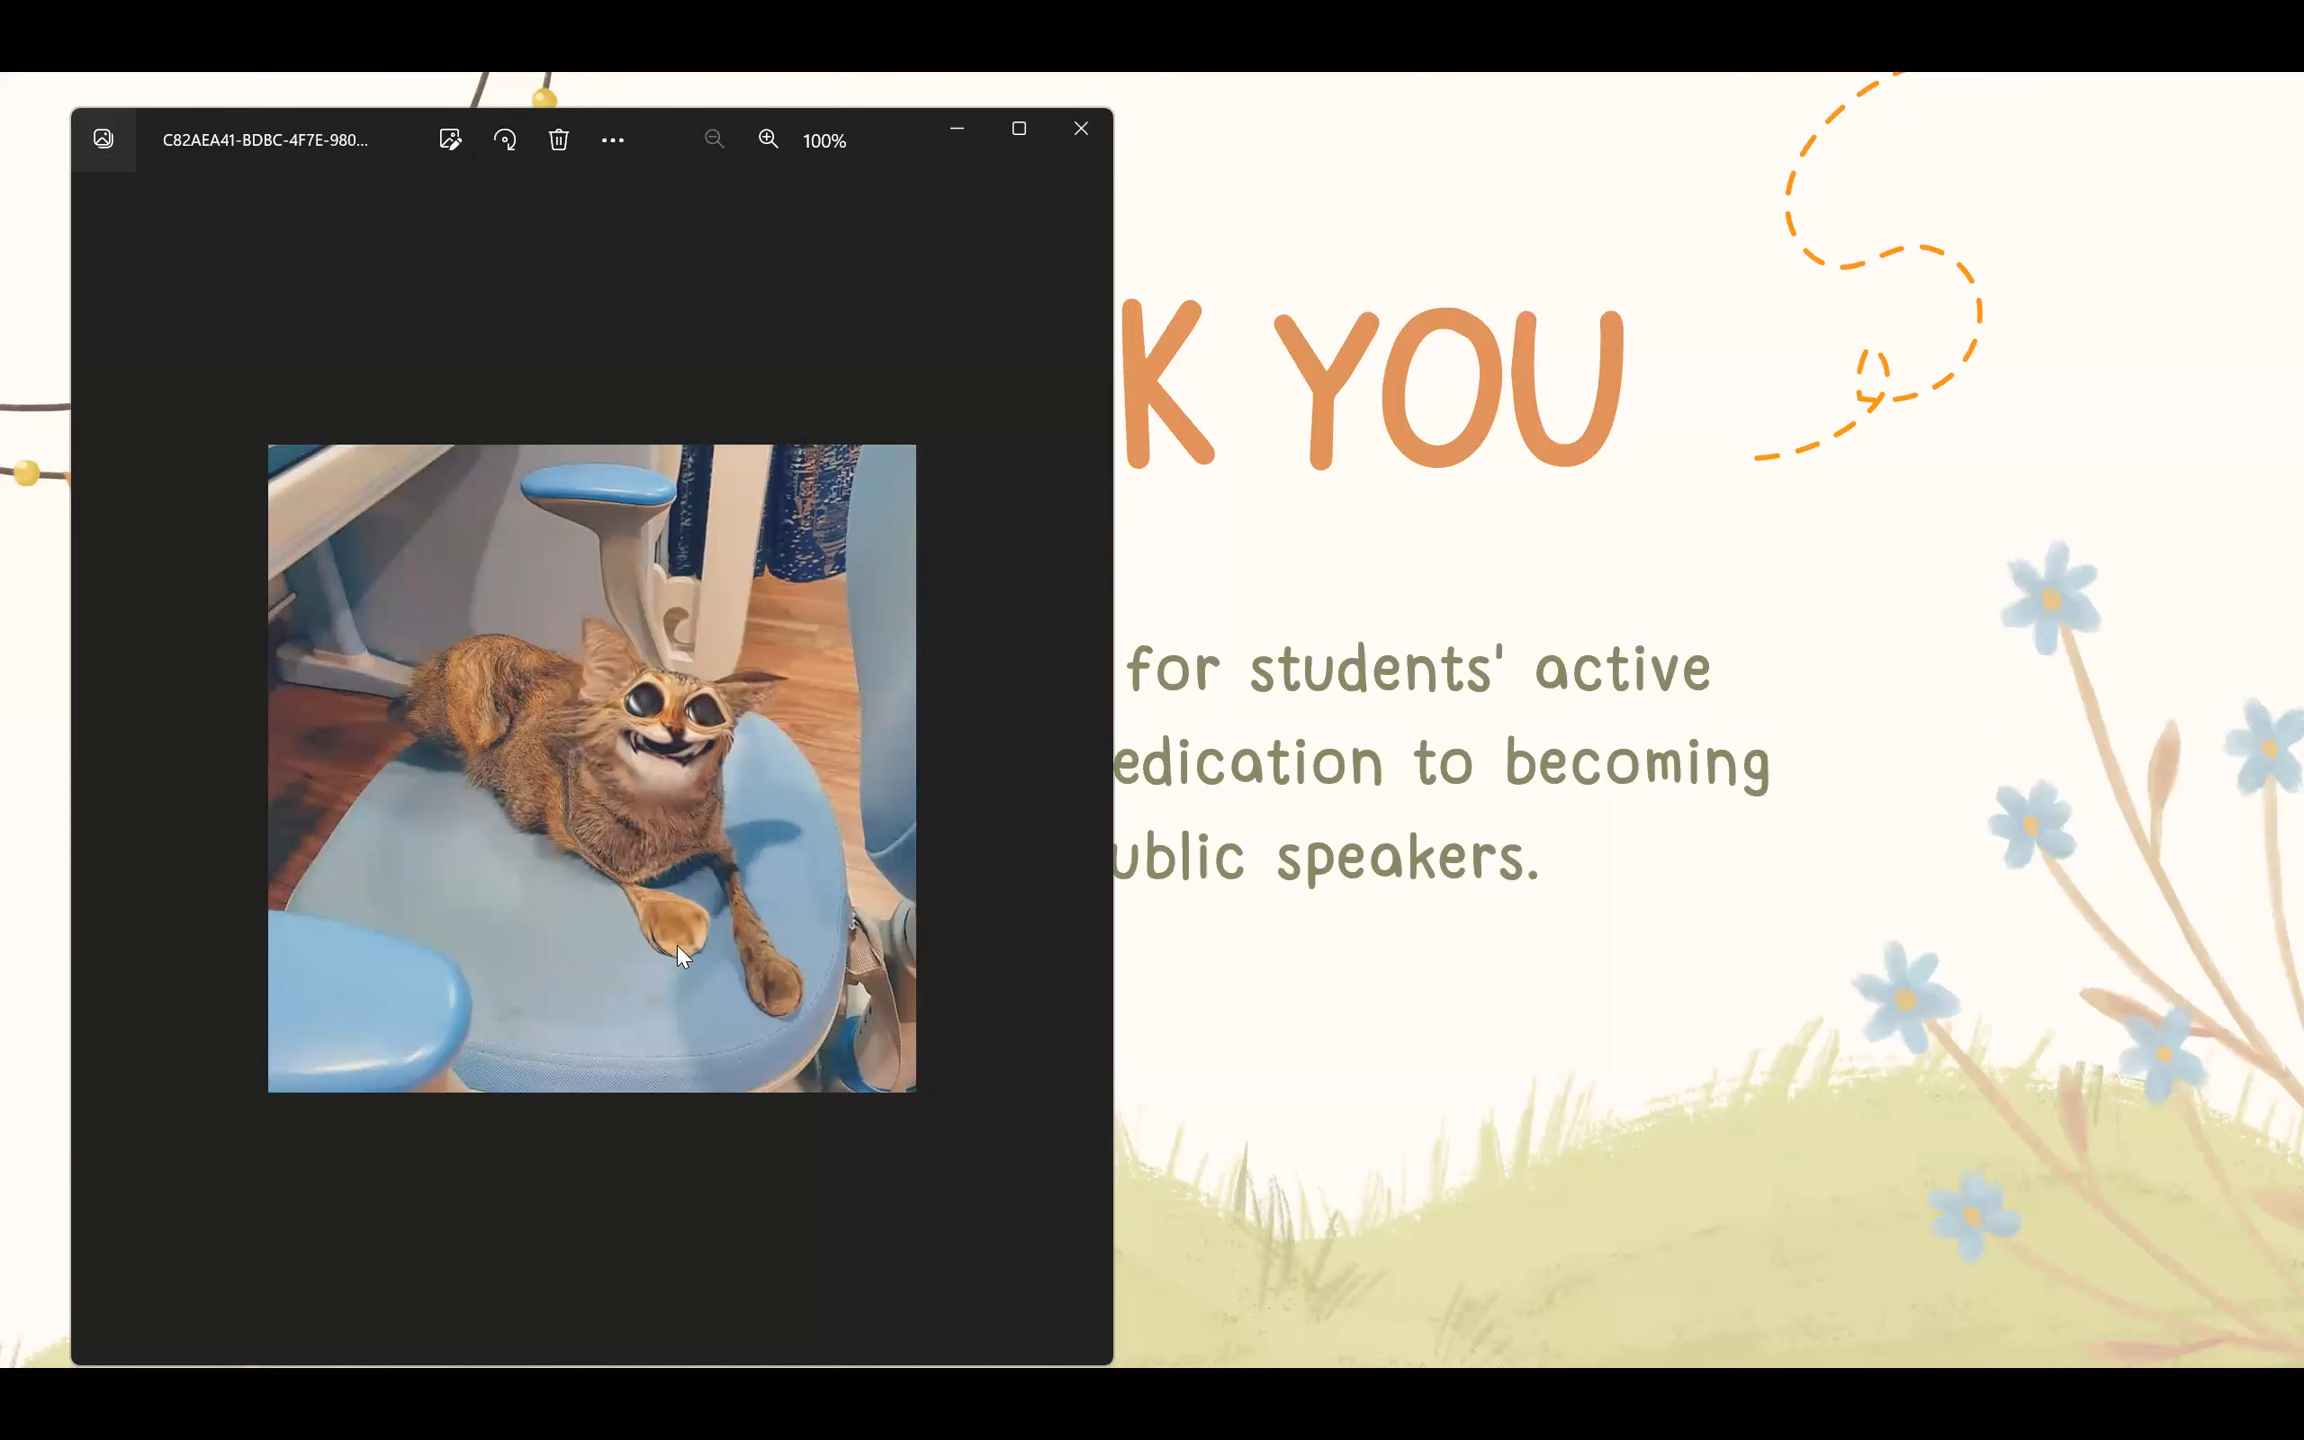 C82AEA41-BDBC-4F7E-980...
100%
K YOU
for students' active
edication to becoming
ublic speakers.